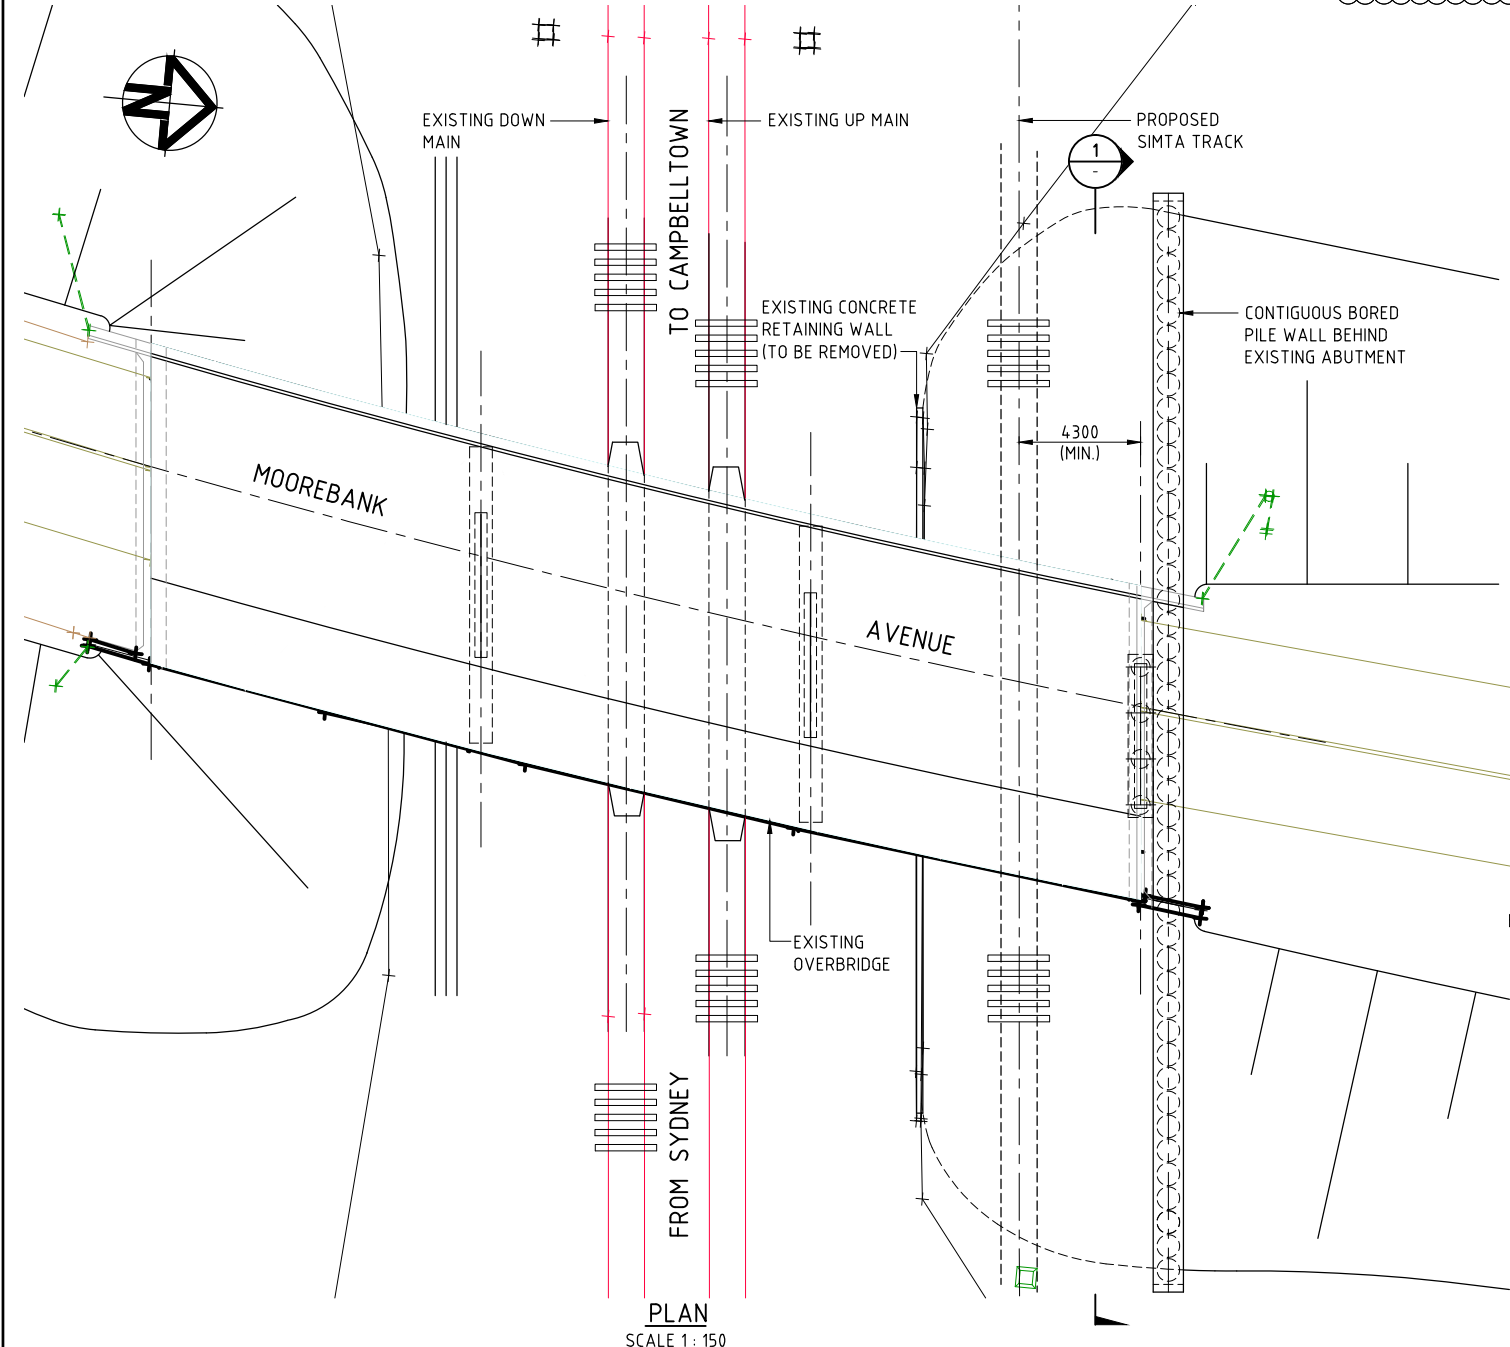 N
EXISTING DOWN
MAIN
TO CAMPBELLTOWN
EXISTING UP MAIN
PROPOSED
SIMTA TRACK
1
-
EXISTING CONCRETE
RETAINING WALL
(TO BE REMOVED)
CONTIGUOUS BORED
PILE WALL BEHIND
EXISTING ABUTMENT
4300
(MIN.)
MOOREBANK
AVENUE
EXISTING
OVERBRIDGE
FROM SYDNEY
PLAN
SCALE 1 : 150